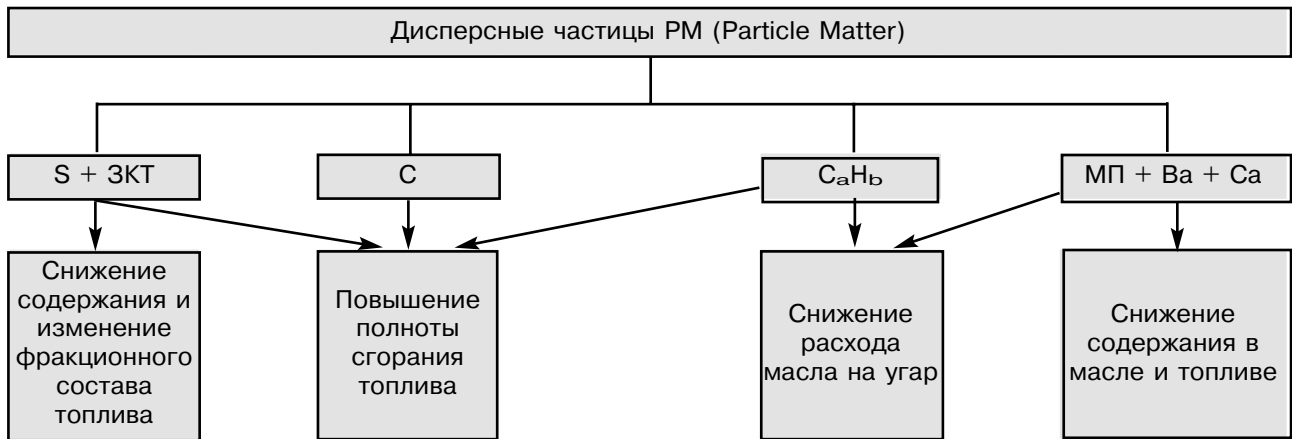 Дисперсные частицы PM (Particle Matter)
S + ЗКТ
C
CaHb
МП + Ba + Ca
Снижение
содержания и
изменение
фракционного
состава
топлива
Повышение
полноты
сгорания
топлива
Снижение
расхода
масла на угар
Снижение
содержания в
масле и топливе